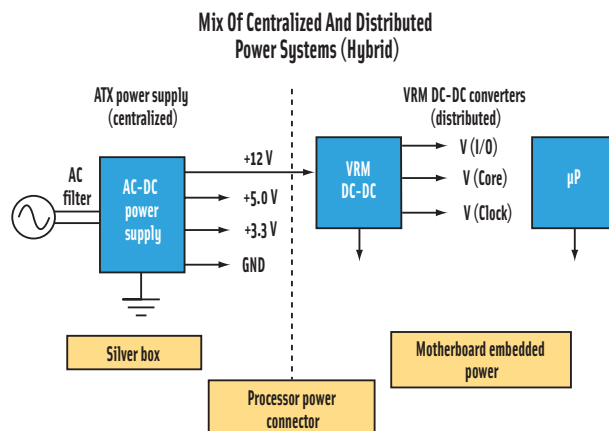 Mix Of Centralized And Distributed
Power Systems (Hybrid)
ATX power supply
(centralized)
VRM DC-DC converters
(distributed)
AC
filter
AC-DC
power
supply
+12 V
+5.0 V
+3.3 V
GND
VRM
DC-DC
V (I/O)
V (Core)
V (Clock)
µP
Silver box
Motherboard embedded
power
Processor power
connector